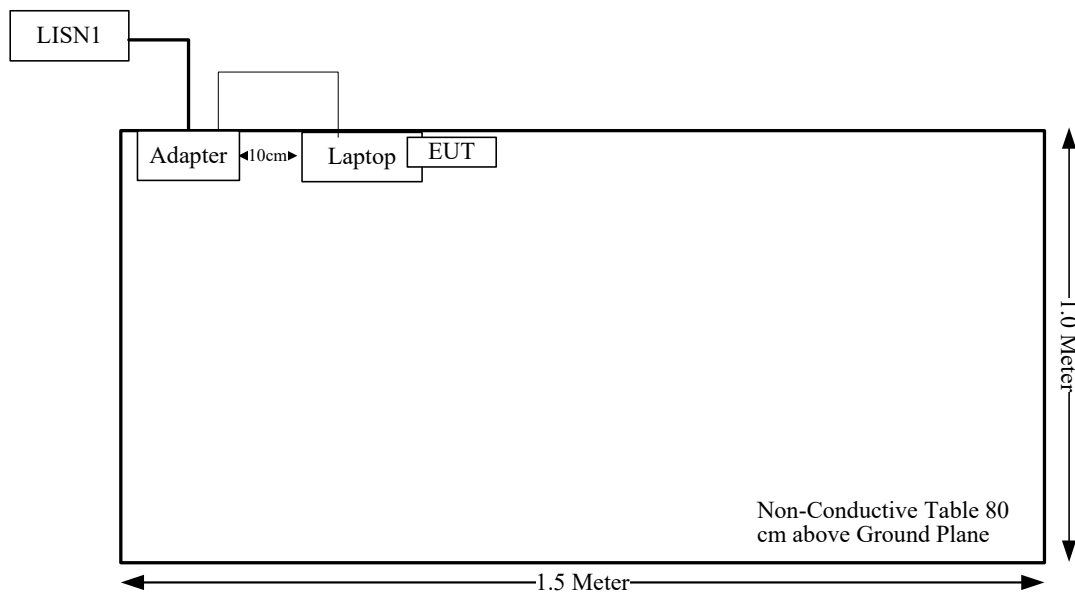 LISN1
Adapter
10cm
Laptop
EUT
1.0 Meter
Non-Conductive Table 80
cm above Ground Plane
1.5 Meter